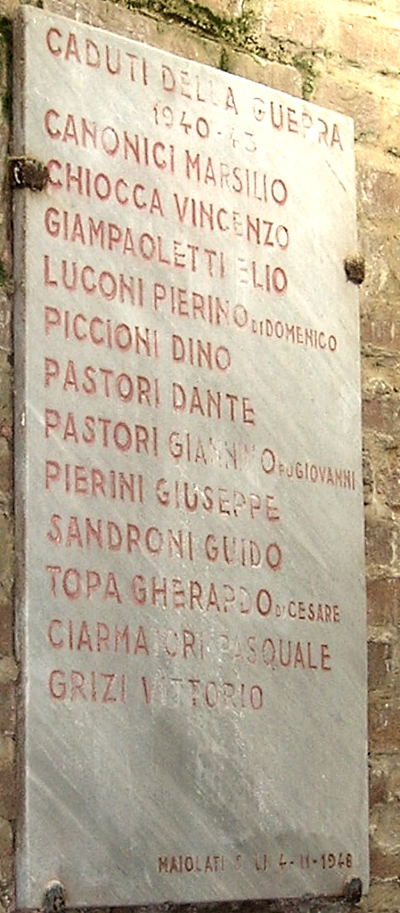 CADUTI DELLA GUERRA
1940-45
CANONICI MARSILIO
CHIOCCA VINCENZO
GIAMPAOLETTI ELIO
LUCONI PIERINO DI DOMENICO
PICCIONI DINO
PASTORI DANTE
PASTORI GIANNINO FU GIOVANNI
PIERINI GIUSEPPE
SANDRONI GUIDO
TOPA GHERARDO DI CESARE
CIARMATORI PASQUALE
GRIZI VITTORIO
MAIOLATI 4-11-1948